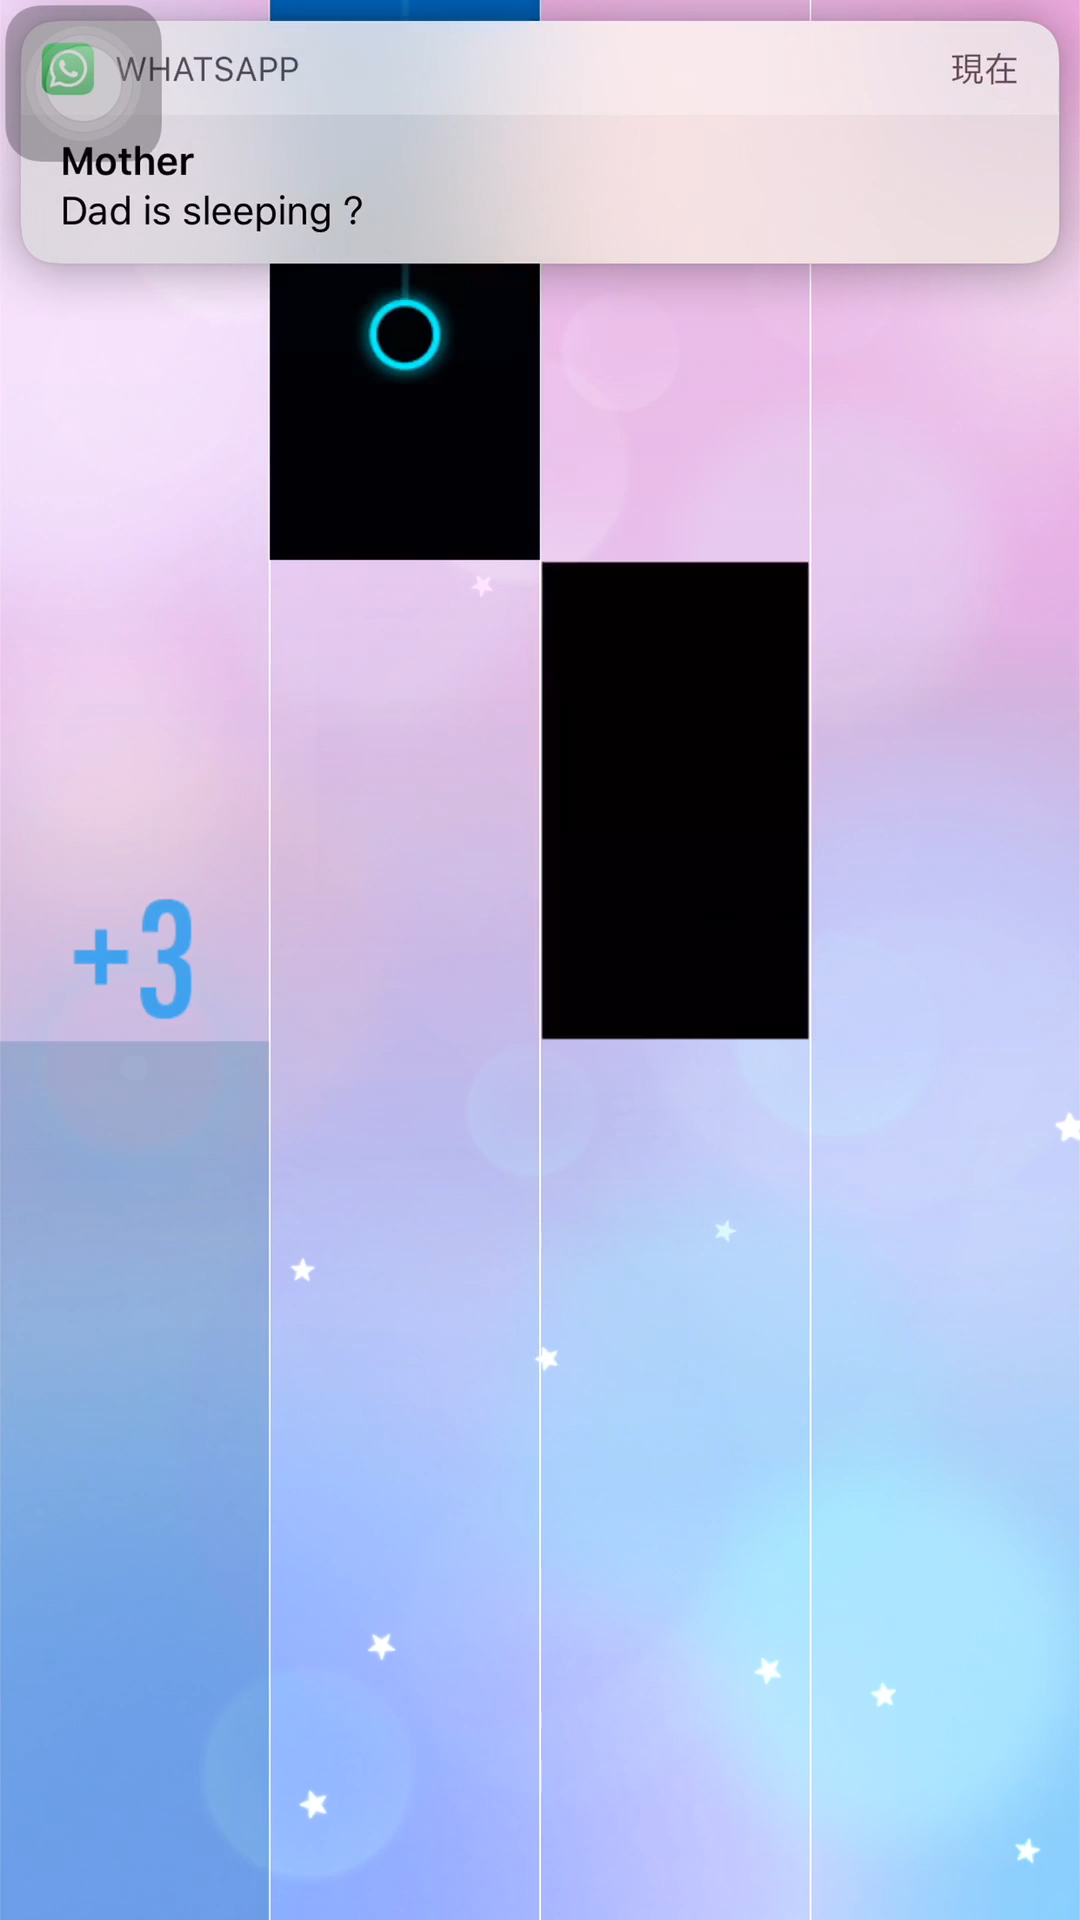 WHATSAPP 現在
Mother
Dad is sleeping ?
+3